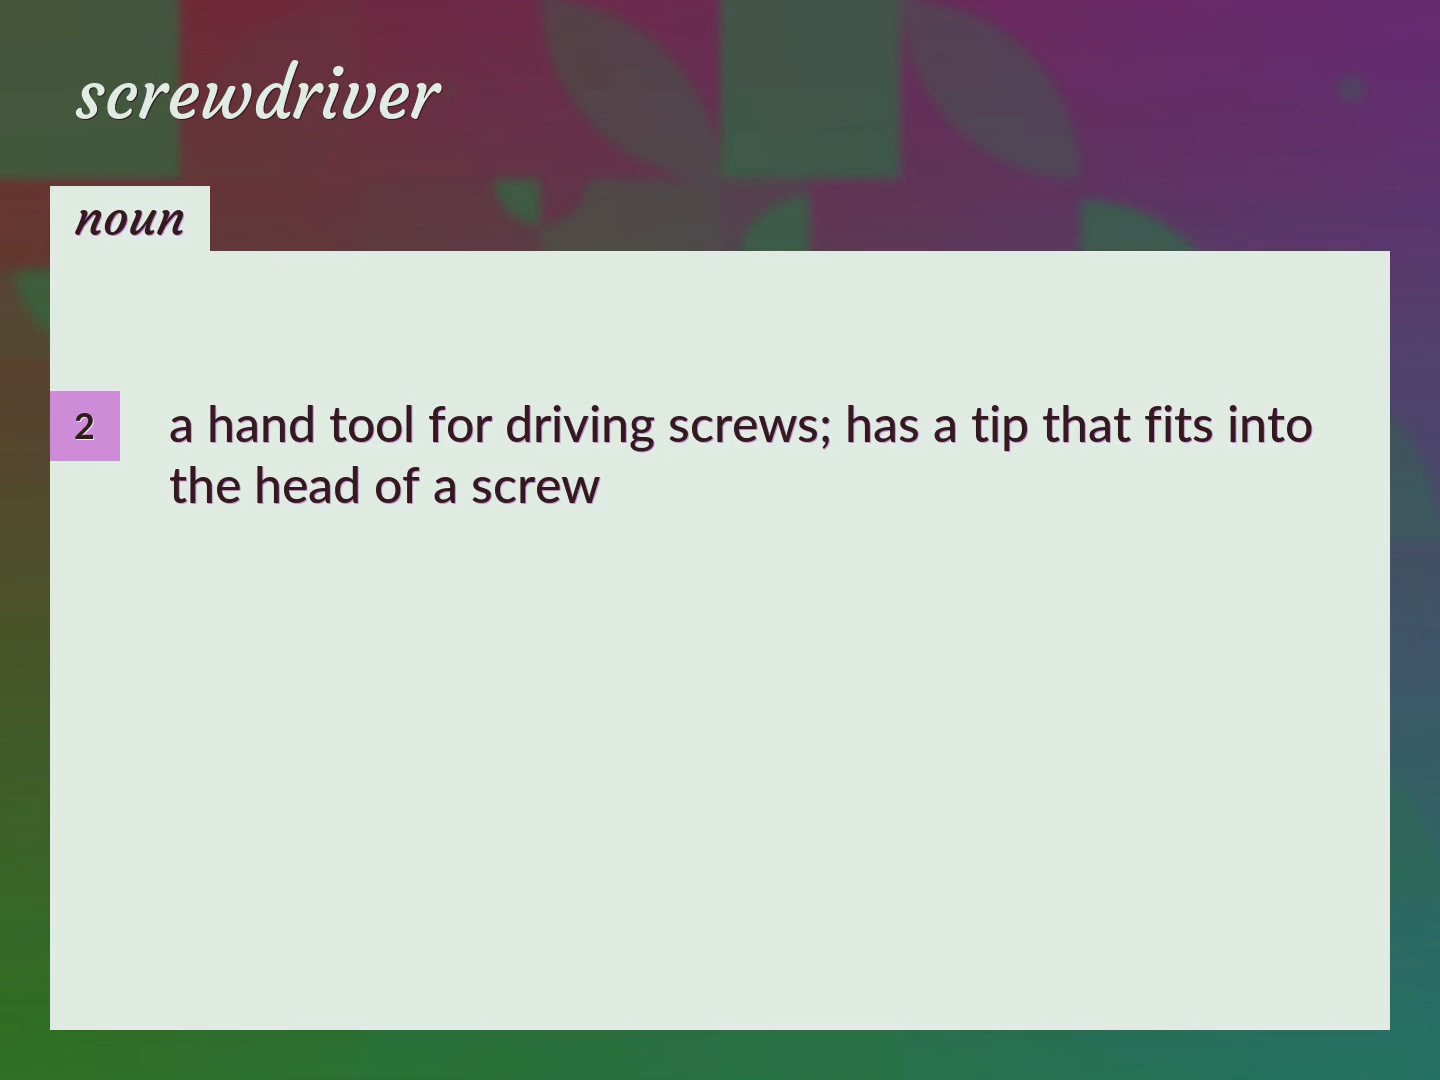 screwdriver
noun
2
a hand tool for driving screws; has a tip that fits into
the head of a screw